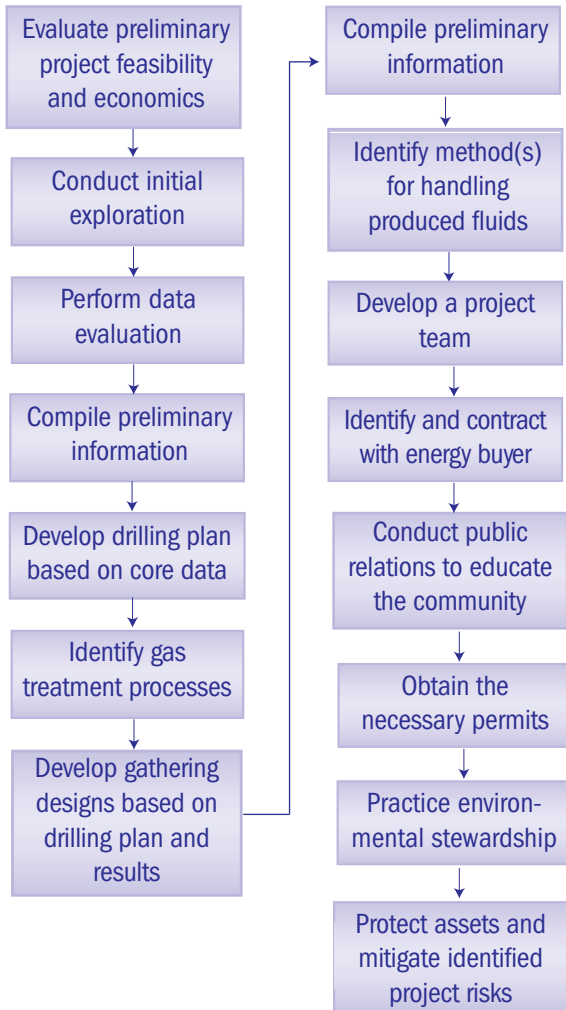 Evaluate preliminary
project feasibility
and economics
Conduct initial
exploration
Perform data
evaluation
Compile preliminary
information
Develop drilling plan
based on core data
Identify gas
treatment processes
Develop gathering
designs based on
drilling plan and
results
Compile preliminary
information
Identify method(s)
for handling
produced fluids
Develop a project
team
Identify and contract
with energy buyer
Conduct public
relations to educate
the community
Obtain the
necessary permits
Practice environ-
mental stewardship
Protect assets and
mitigate identified
project risks